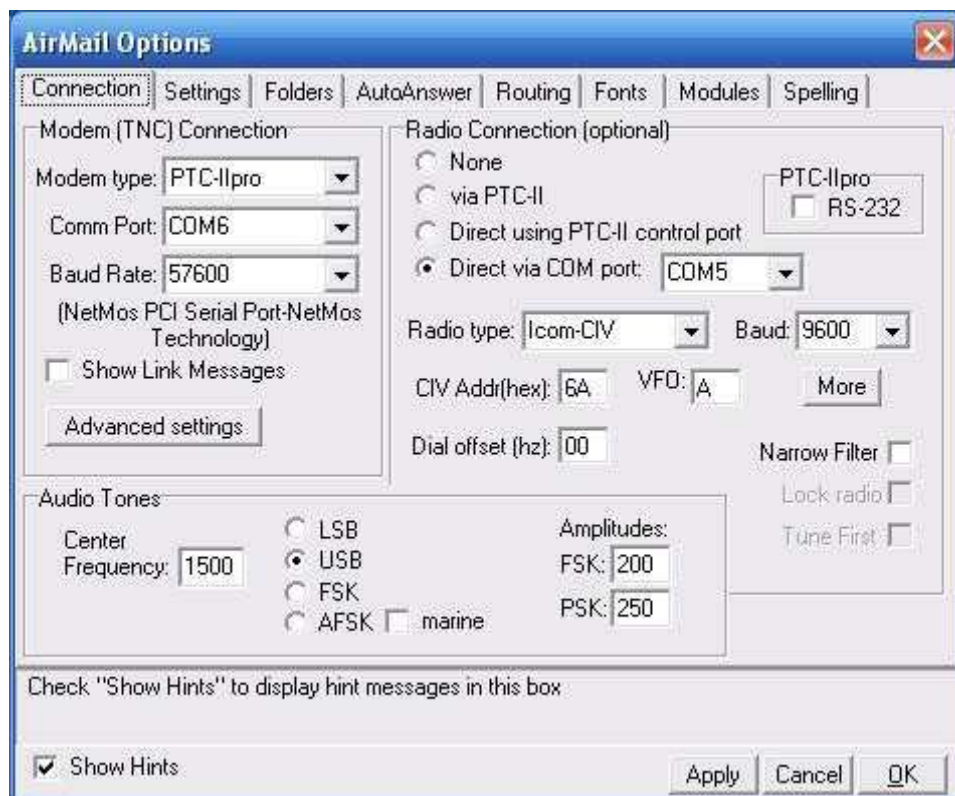 AirMail Options
Connection Settings Folders AutoAnswer Routing Fonts Modules Spelling
Modem (TNC) Connection
Modem type: PTC-IIpro
Comm Port: COM6
Baud Rate: 57600
(NetMos PCI Serial Port-NetMos
Technology)
Show Link Messages
Advanced settings
Radio Connection (optional)
None
via PTC-II
Direct using PTC-II control port
Direct via COM port: COM5
PTC-IIpro
RS-232
Radio type: Icom-CIV Baud: 9600
CIV Addr(hex): 6A VFO: A More
Dial offset (hz): 00
Narrow Filter
Lock radio
Tune First
Audio Tones
Center
Frequency: 1500
LSB
USB
FSK
AFSK marine
Amplitudes:
FSK: 200
PSK: 250
Check "Show Hints" to display hint messages in this box
Show Hints
Apply Cancel OK